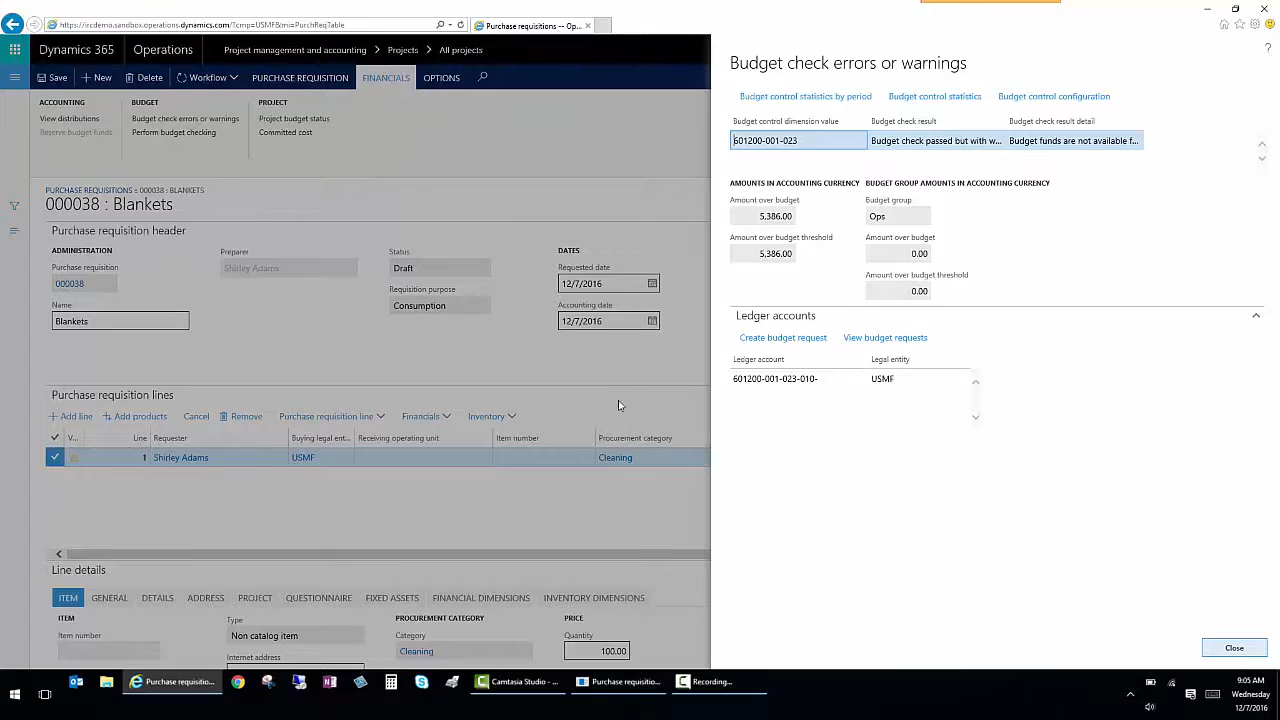 https://iccdemo.sandbox.operations.dynamics.com/?cmp=USMF&mi=PurchReqTable
Purchase requisitions -- Op...
Dynamics 365
Operations
Project management and accounting > Projects > All projects
Save
New
Delete
Workflow
PURCHASE REQUISITION
FINANCIALS
OPTIONS
ACCOUNTING
View distributions
Reserve budget funds
BUDGET
Budget check errors or warnings
Perform budget checking
PROJECT
Project budget status
Committed cost
PURCHASE REQUISITIONS :: 000038 : BLANKETS
000038 : Blankets
Purchase requisition header
ADMINISTRATION
Purchase requisition
000038
Name
Blankets
Preparer
Shirley Adams
Status
Draft
Requisition purpose
Consumption
DATES
Requested date
12/7/2016
Accounting date
12/7/2016
Purchase requisition lines
Add line
Add products
Cancel
Remove
Purchase requisition line
Financials
Inventory
V... Line Requester Buying legal ent... Receiving operating unit Item number Procurement category
1 Shirley Adams USMF Cleaning
Line details
ITEM GENERAL DETAILS ADDRESS PROJECT QUESTIONNAIRE FIXED ASSETS FINANCIAL DIMENSIONS INVENTORY DIMENSIONS
ITEM
Item number
Type
Non catalog item
Internet address
PROCUREMENT CATEGORY
Category
Cleaning
PRICE
Quantity
100.00
?
Budget check errors or warnings
Budget control statistics by period
Budget control statistics
Budget control configuration
Budget control dimension value Budget check result Budget check result detail
601200-001-023 Budget check passed but with w... Budget funds are not available f...
AMOUNTS IN ACCOUNTING CURRENCY
Amount over budget
5,386.00
Amount over budget threshold
5,386.00
BUDGET GROUP AMOUNTS IN ACCOUNTING CURRENCY
Budget group
Ops
Amount over budget
0.00
Amount over budget threshold
0.00
Ledger accounts
Create budget request
View budget requests
Ledger account Legal entity
601200-001-023-010- USMF
Close
Purchase requisitio...
Camtasia Studio - ...
Purchase requisitio...
Recording...
9:05 AM
Wednesday
12/7/2016